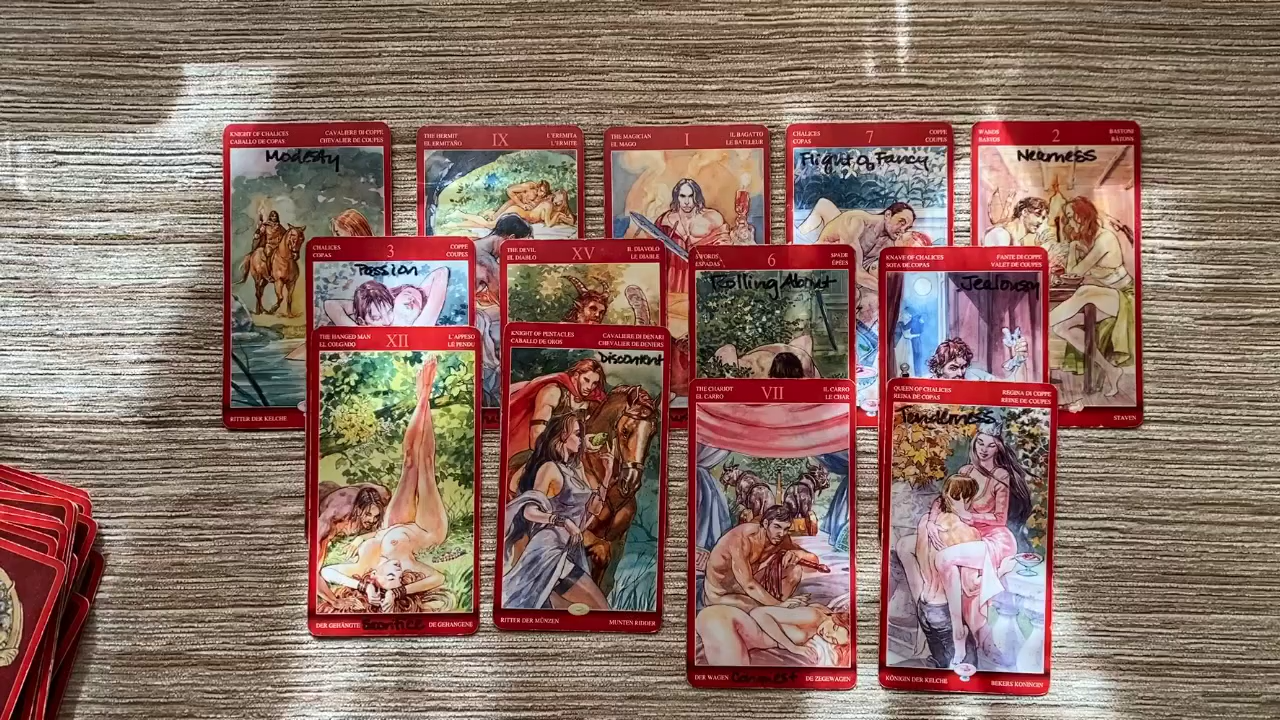 KNIGHT OF CHALICES CAVALIERE DI COPPE
CABALLO DE COPAS CHEVALIER DE COUPES
Modesty
RITTER DER KELCHE
THE HERMIT IX L'EREMITA
EL ERMITAÑO L'ERMITE
THE MAGICIAN I IL BAGATTO
EL MAGO LE BATELEUR
CHALICES 7 COPPE
COPAS COUPES
Flight of Fancy
WANDS 2 BASTONI
BASTOS BÂTONS
Nearness
STAVEN
CHALICES 3 COPPE
COPAS COUPES
Passion
THE DEVIL XV IL DIAVOLO
EL DIABLO LE DIABLE
SWORDS 6 SPADE
ESPADAS ÉPÉES
Rolling About
KNAVE OF CHALICES FANTE DI COPPE
SOTA DE COPAS VALET DE COUPES
Jealousy
THE HANGED MAN XII L'APPESO
EL COLGADO LE PENDU
DER GEHÄNGTE Sacrifice DE GEHANGENE
KNIGHT OF PENTACLES CAVALIERE DI DENARI
CABALLO DE OROS CHEVALIER DE DENIERS
Discontent
RITTER DER MÜNZEN MUNTEN RIDDER
THE CHARIOT VII IL CARRO
EL CARRO LE CHAR
DER WAGEN DE ZEGEWAGEN
QUEEN OF CHALICES REGINA DI COPPE
REINA DE COPAS REINE DE COUPES
Tenderness
KÖNIGIN DER KELCHE BEKERS KONINGIN